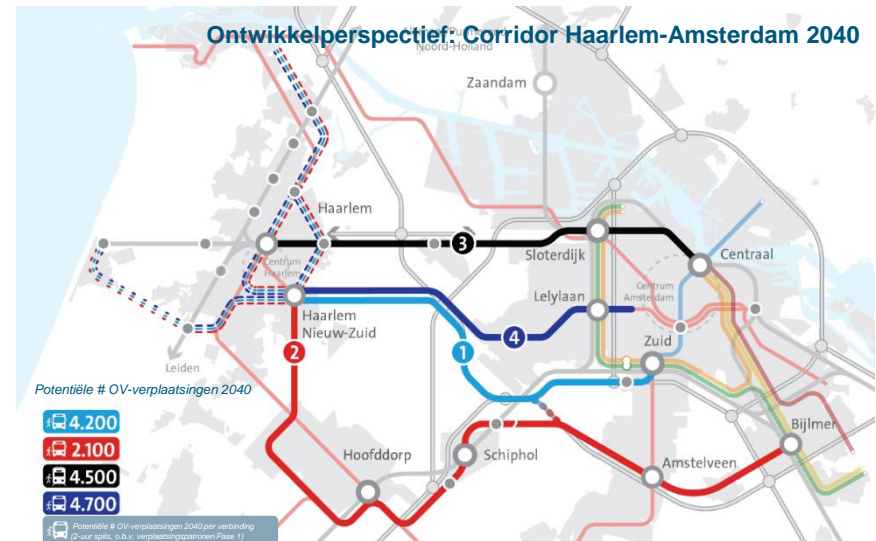 Ontwikkelperspectief: Corridor Haarlem-Amsterdam 2040
Noord-Holland
Zaandam
Haarlem
3
Sloterdijk
Centraal
Centrum
Haarlem
Lelylaan
Centrum
Amsterdam
Haarlem
Nieuw-Zuid
4
Zuid
2
1
Leiden
Potentiële # OV-verplaatsingen 2040
4.200
2.100
4.500
4.700
Hoofddorp
Schiphol
Amstelveen
Bijlmer
Potentiële # OV-verplaatsingen 2040 per verbinding
(2-uur spits, o.b.v. verplaatsingspatronen Fase 1)